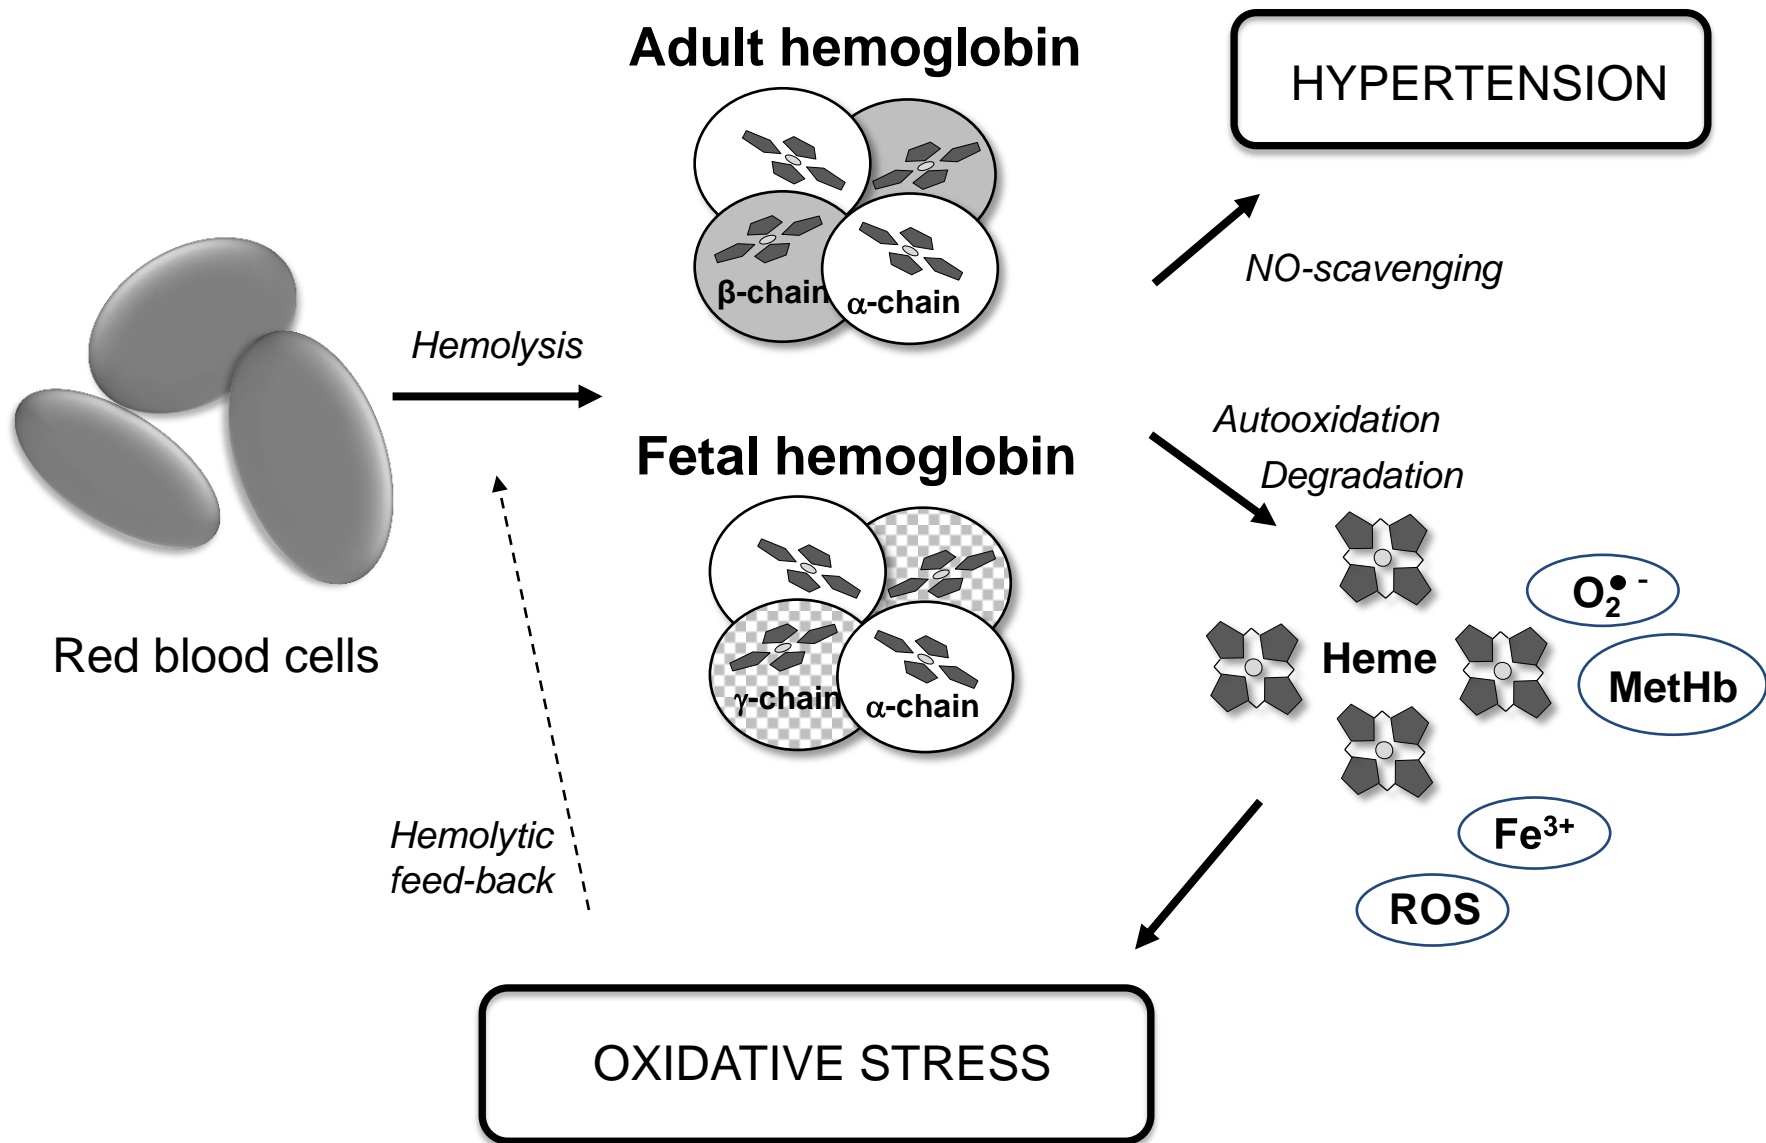 Adult hemoglobin
HYPERTENSION
β-chain
α-chain
NO-scavenging
Hemolysis
Autooxidation
Degradation
Fetal hemoglobin
γ-chain
α-chain
Red blood cells
Heme
O₂•⁻
MetHb
Fe³⁺
ROS
Hemolytic
feed-back
OXIDATIVE STRESS